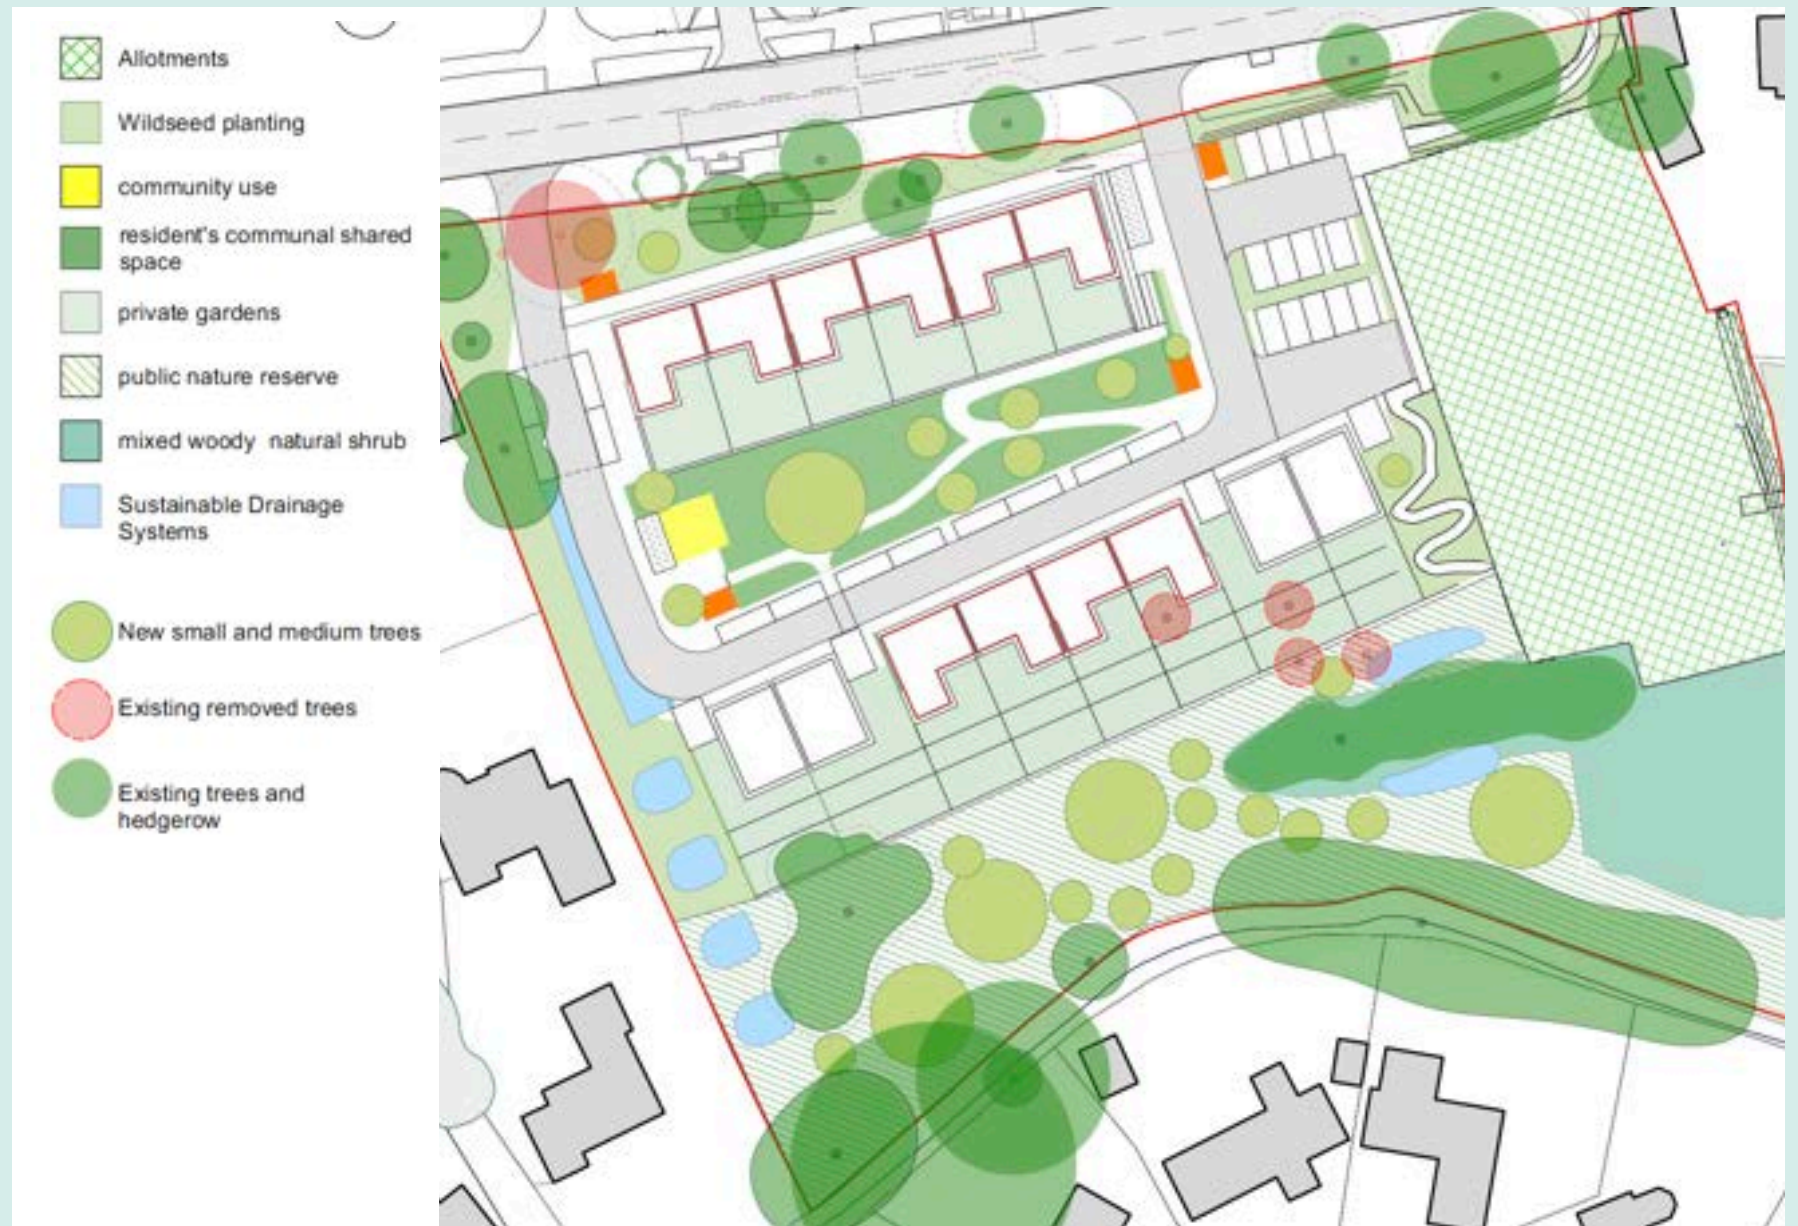 Allotments
Wildseed planting
community use
resident's communal shared
space
private gardens
public nature reserve
mixed woody natural shrub
Sustainable Drainage
Systems
New small and medium trees
Existing removed trees
Existing trees and
hedgerow